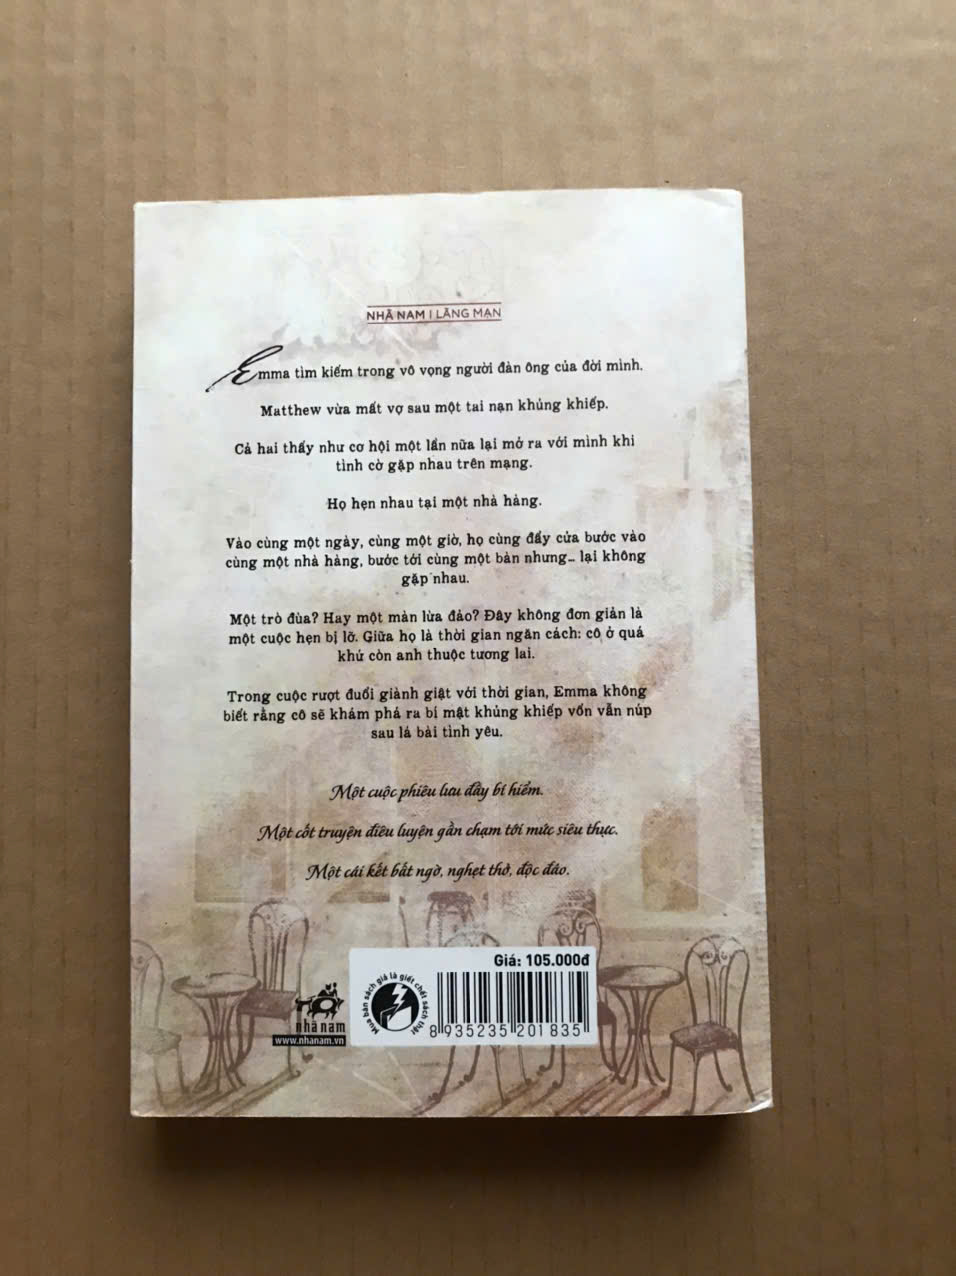 NHÃ NAM | LÃNG MẠN
Emma tìm kiếm trong vô vọng người đàn ông của đời mình.
Matthew vừa mất vợ sau một tai nạn khủng khiếp.
Cả hai thấy như cơ hội một lần nữa lại mở ra với mình khi
tình cờ gặp nhau trên mạng.
Họ hẹn nhau tại một nhà hàng.
Vào cùng một ngày, cùng một giờ, họ cùng đẩy cửa bước vào
cùng một nhà hàng, bước tới cùng một bàn nhưng... lại không
gặp nhau.
Một trò đùa? Hay một màn lừa đảo? Đây không đơn giản là
một cuộc hẹn bị lỡ. Giữa họ là thời gian ngăn cách: cô ở quá
khứ còn anh thuộc tương lai.
Trong cuộc rượt đuổi giành giật với thời gian, Emma không
biết rằng cô sẽ khám phá ra bí mật khủng khiếp vốn vẫn núp
sau lá bài tình yêu.
Một cuộc phiêu lưu đầy bí hiểm.
Một cốt truyện điêu luyện gần chạm tới mức siêu thực.
Một cái kết bất ngờ, nghẹt thở, độc đáo.
Giá: 105.000đ
Mua bán sách giả là giết chết sách thật
8 935235 201835
nhã nam
www.nhanam.vn